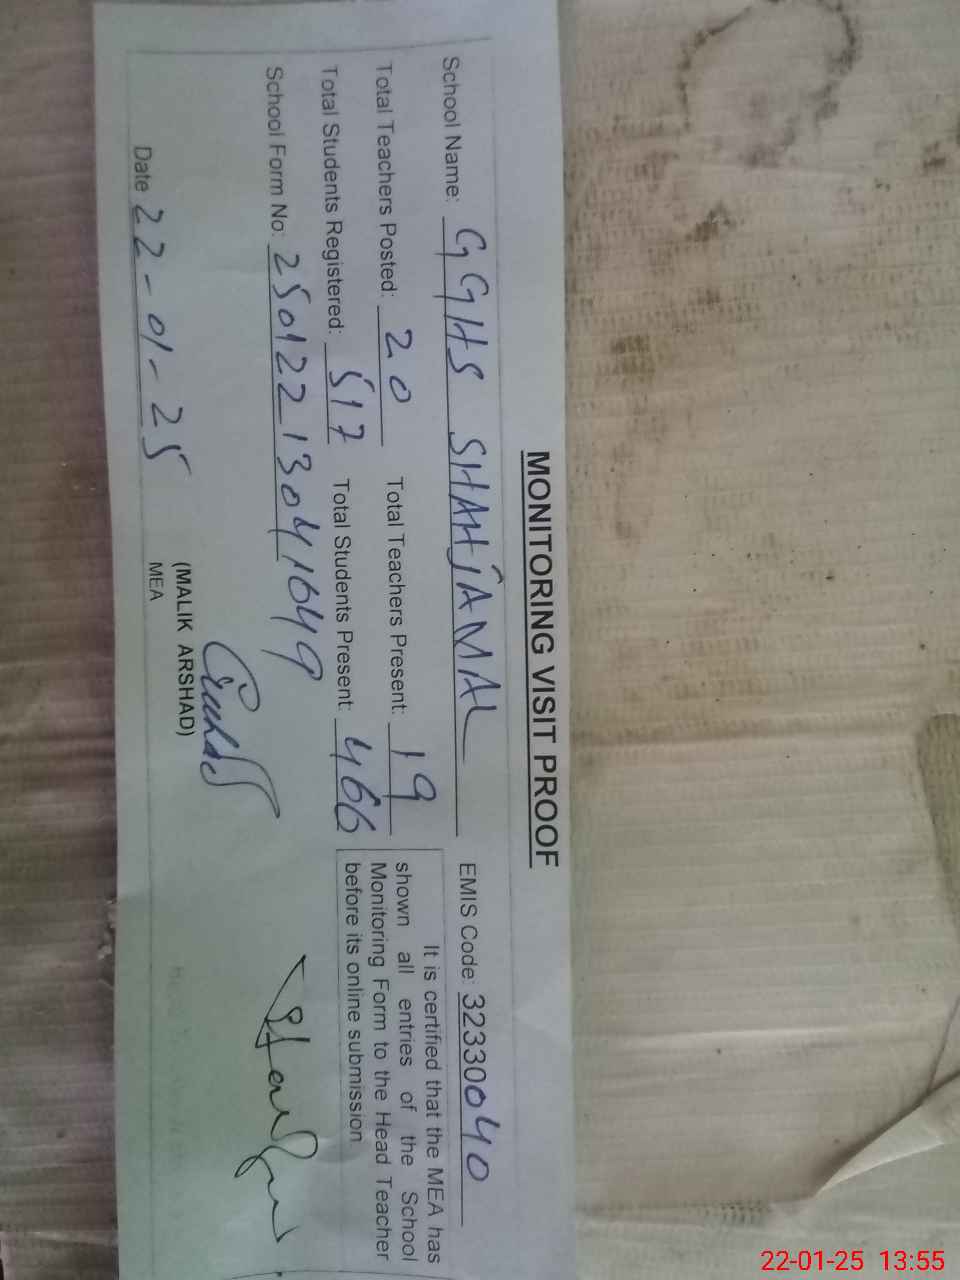 MONITORING VISIT PROOF
School Name: GGHS SHAHJAMAL EMIS Code: 32330040
Total Teachers Posted: 20 Total Teachers Present: 19
Total Students Registered: 517 Total Students Present: 466
It is certified that the MEA has
shown all entries of the School
Monitoring Form to the Head Teacher
before its online submission
School Form No: 25012213041649
(MALIK ARSHAD)
Date 22-01-25 MEA
22-01-25 13:55